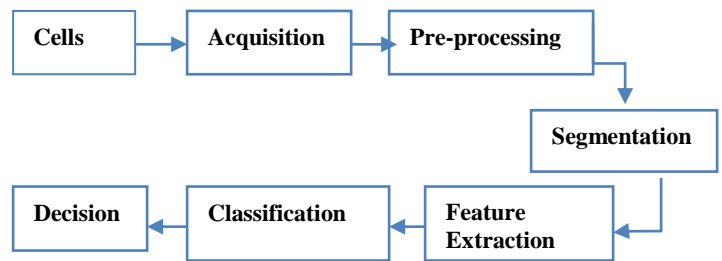 Cells
Acquisition
Pre-processing
Segmentation
Feature
Extraction
Classification
Decision